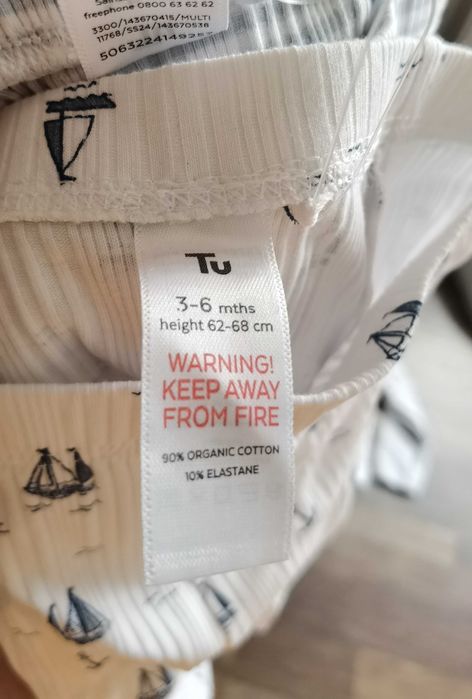 freephone 0800 63 62 62
3300/143670415/MULTI
11768/SS24/143670538
Tu
3-6 mths
height 62-68 cm
WARNING!
KEEP AWAY
FROM FIRE
90% ORGANIC COTTON
10% ELASTANE